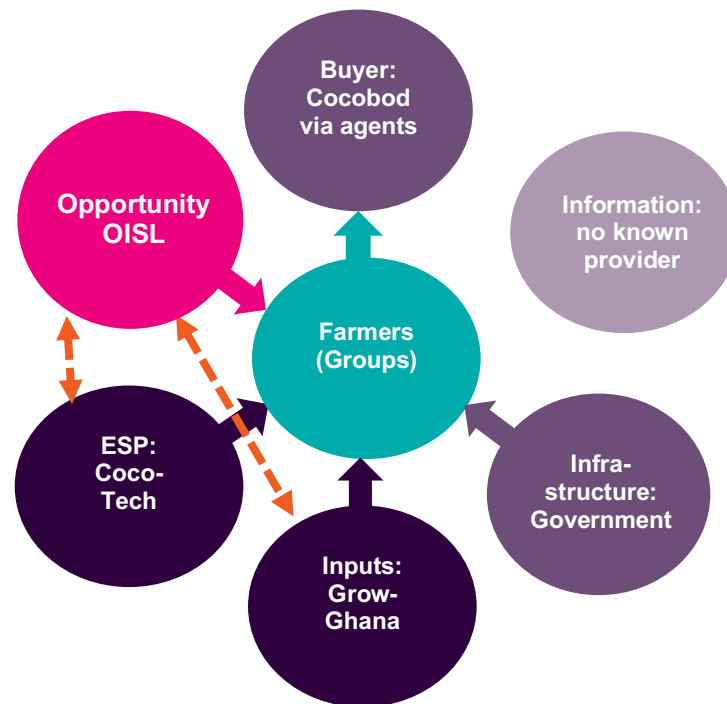 Buyer:
Cocobod
via agents
Opportunity
OISL
Information:
no known
provider
Farmers
(Groups)
ESP:
Coco-
Tech
Infra-
structure:
Government
Inputs:
Grow-
Ghana